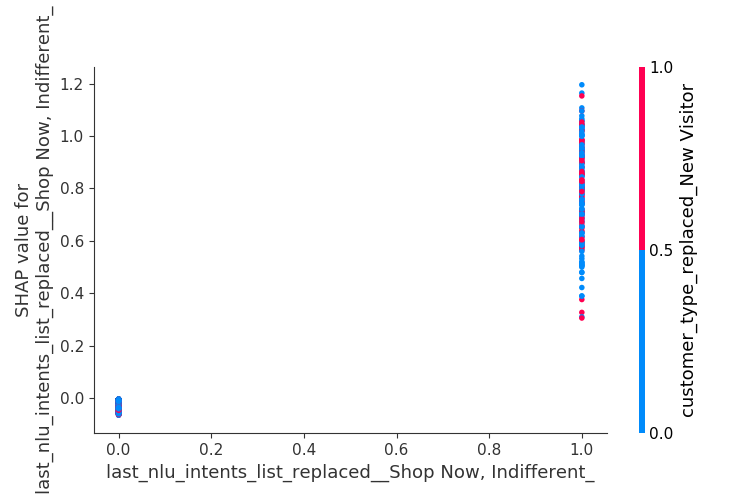 SHAP value for
last_nlu_intents_list_replaced__Shop Now, Indifferent_
1.2
1.0
0.8
0.6
0.4
0.2
0.0
0.0 0.2 0.4 0.6 0.8 1.0
last_nlu_intents_list_replaced__Shop Now, Indifferent_
1.0
0.5
0.0
customer_type_replaced_New Visitor